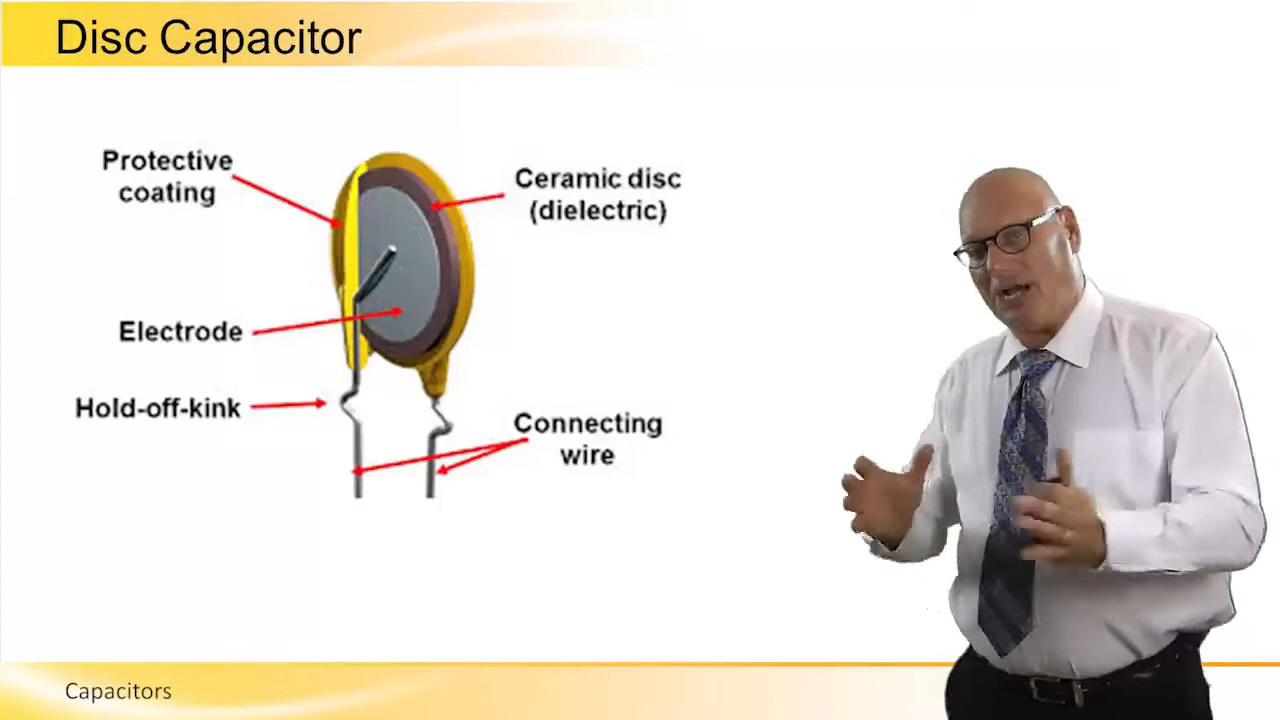 Disc Capacitor
Protective
coating
Ceramic disc
(dielectric)
Electrode
Hold-off-kink
Connecting
wire
Capacitors